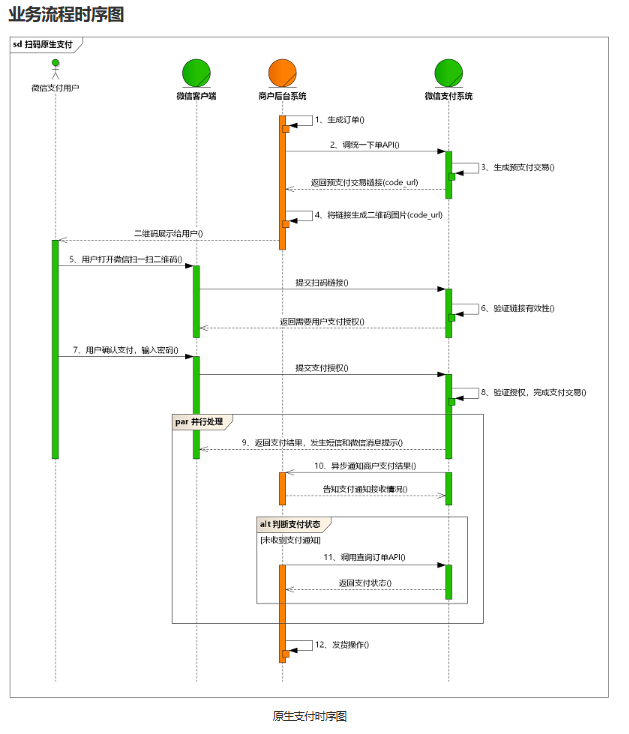 业务流程时序图
sd 扫码原生支付
微信支付用户
微信客户端
商户后台系统
微信支付系统
1、生成订单()
2、调统一下单API()
3、生成预支付交易()
返回预支付交易链接(code_url)
4、将链接生成二维码图片(code_url)
二维码展示给用户()
5、用户打开微信扫一扫二维码()
提交扫码链接()
6、验证链接有效性()
返回需要用户支付授权()
7、用户确认支付，输入密码()
提交支付授权()
8、验证授权，完成支付交易()
par 并行处理
9、返回支付结果，发生短信和微信消息提示()
10、异步通知商户支付结果()
告知支付通知接收情况()
alt 判断支付状态
[未收到支付通知]
11、调用查询订单API()
返回支付状态()
12、发货操作()
原生支付时序图